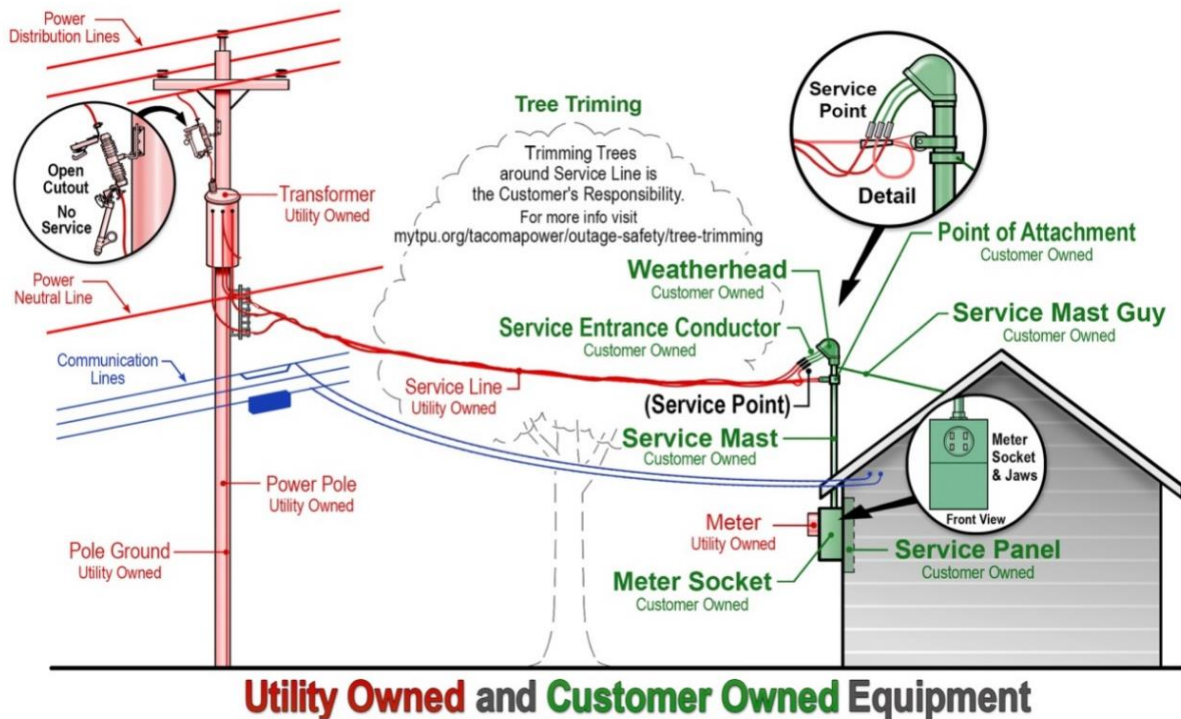 Power
Distribution Lines
Open
Cutout
No
Service
Transformer
Utility Owned
Power
Neutral Line
Communication
Lines
Power Pole
Utility Owned
Pole Ground
Utility Owned
Tree Triming
Trimming Trees
around Service Line is
the Customer's Responsibility.
For more info visit
mytpu.org/tacomapower/outage-safety/tree-trimming
Service
Point
Detail
Point of Attachment
Customer Owned
Weatherhead
Customer Owned
Service Mast Guy
Customer Owned
Service Entrance Conductor
Customer Owned
Service Line
Utility Owned
(Service Point)
Service Mast
Customer Owned
Meter
Socket
& Jaws
Front View
Meter
Utility Owned
Service Panel
Customer Owned
Meter Socket
Customer Owned
Utility Owned and Customer Owned Equipment